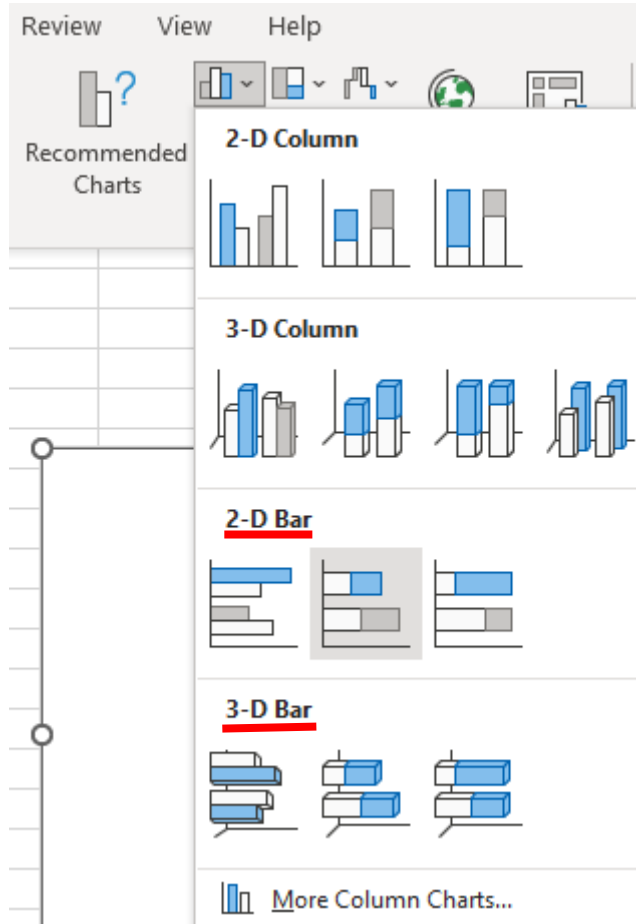 Review View Help
Recommended
Charts
2-D Column
3-D Column
2-D Bar
3-D Bar
More Column Charts...